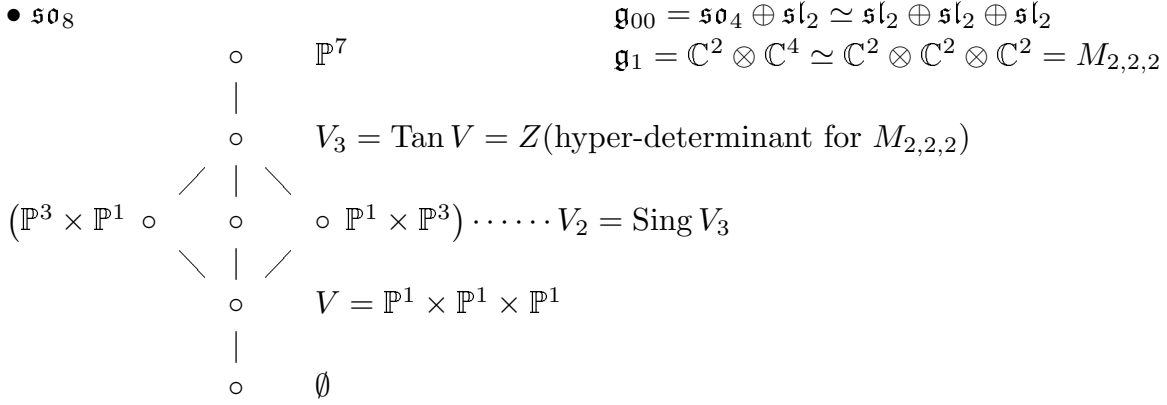 • 𝔰𝔬₈
𝔤₀₀ = 𝔰𝔬₄ ⊕ 𝔰𝔩₂ ≃ 𝔰𝔩₂ ⊕ 𝔰𝔩₂ ⊕ 𝔰𝔩₂
ℙ⁷
𝔤₁ = ℂ² ⊗ ℂ⁴ ≃ ℂ² ⊗ ℂ² ⊗ ℂ² = M₂,₂,₂
V₃ = Tan V = Z(hyper-determinant for M₂,₂,₂)
(ℙ³ × ℙ¹ ∘ ∘ ∘ ℙ¹ × ℙ³) ⋯⋯ V₂ = Sing V₃
V = ℙ¹ × ℙ¹ × ℙ¹
∅